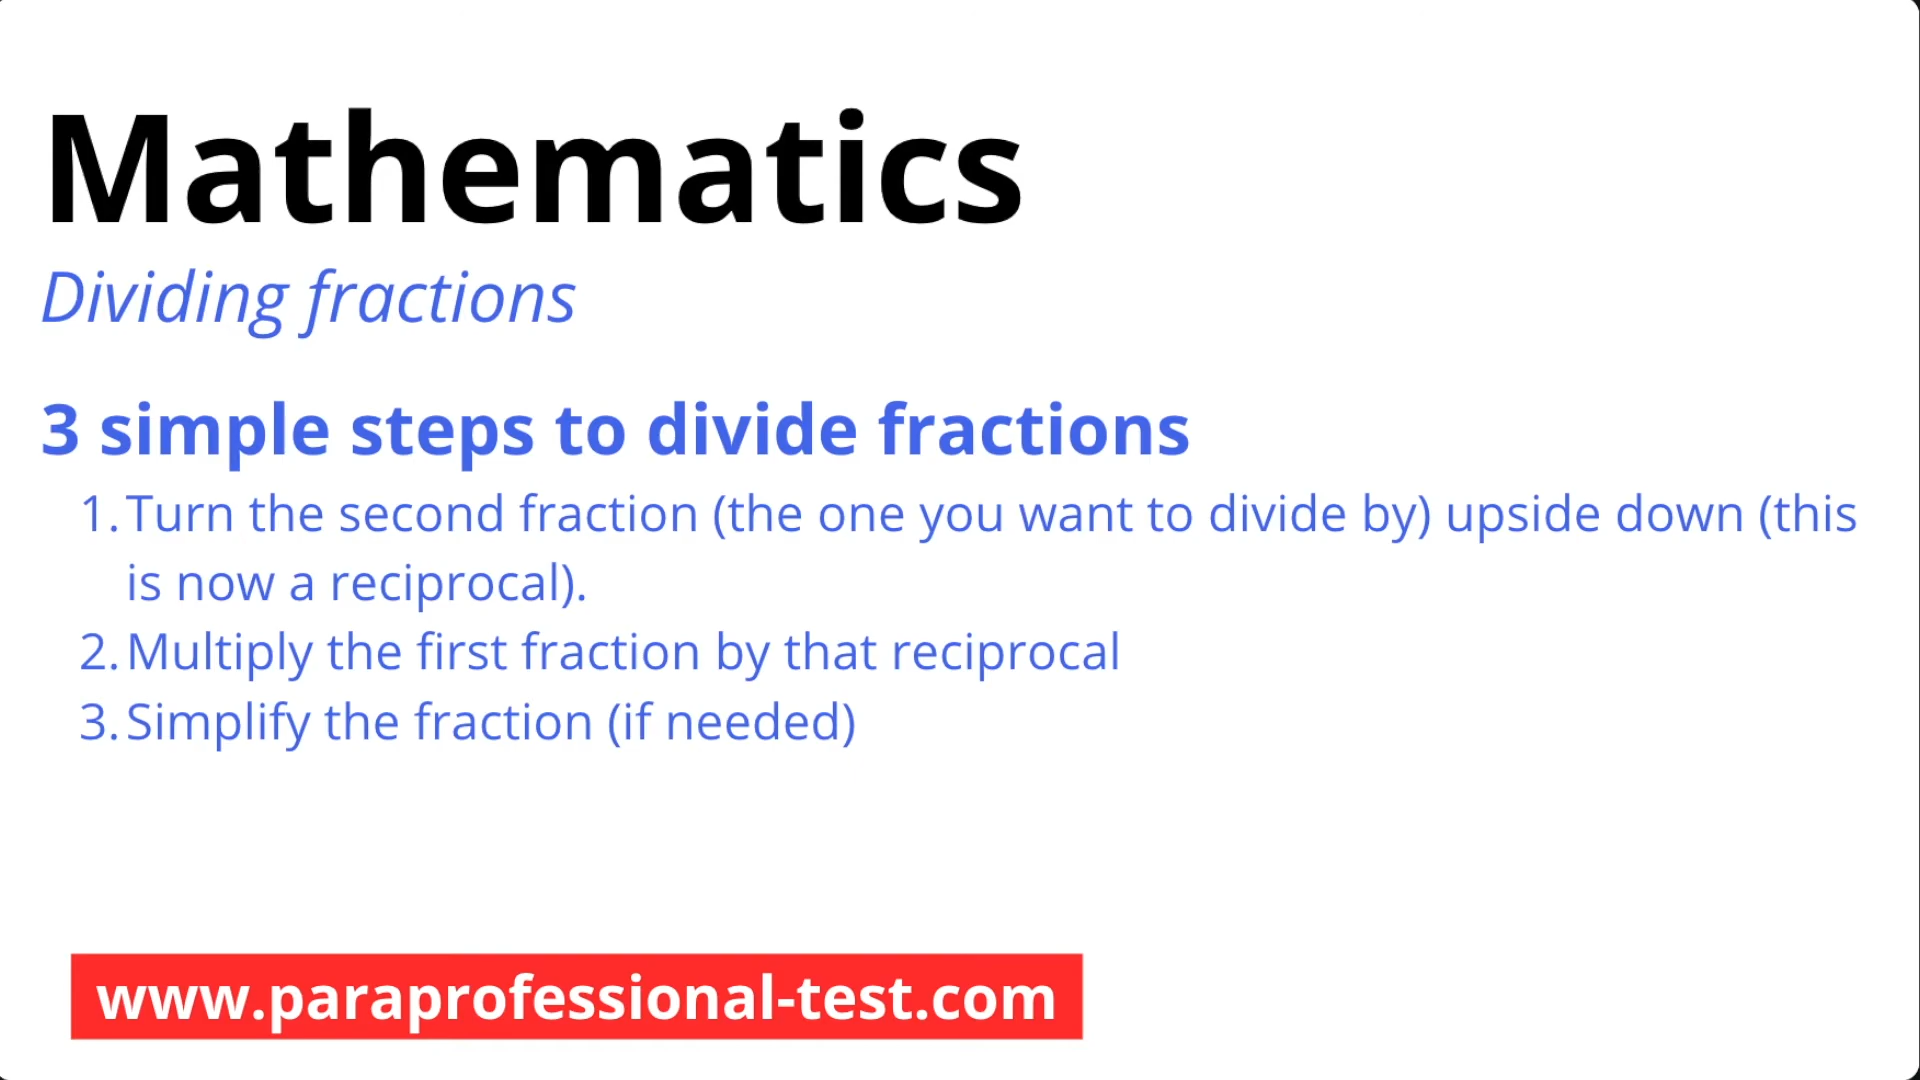 Mathematics
Dividing fractions
3 simple steps to divide fractions
1. Turn the second fraction (the one you want to divide by) upside down (this
is now a reciprocal).
2. Multiply the first fraction by that reciprocal
3. Simplify the fraction (if needed)
www.paraprofessional-test.com